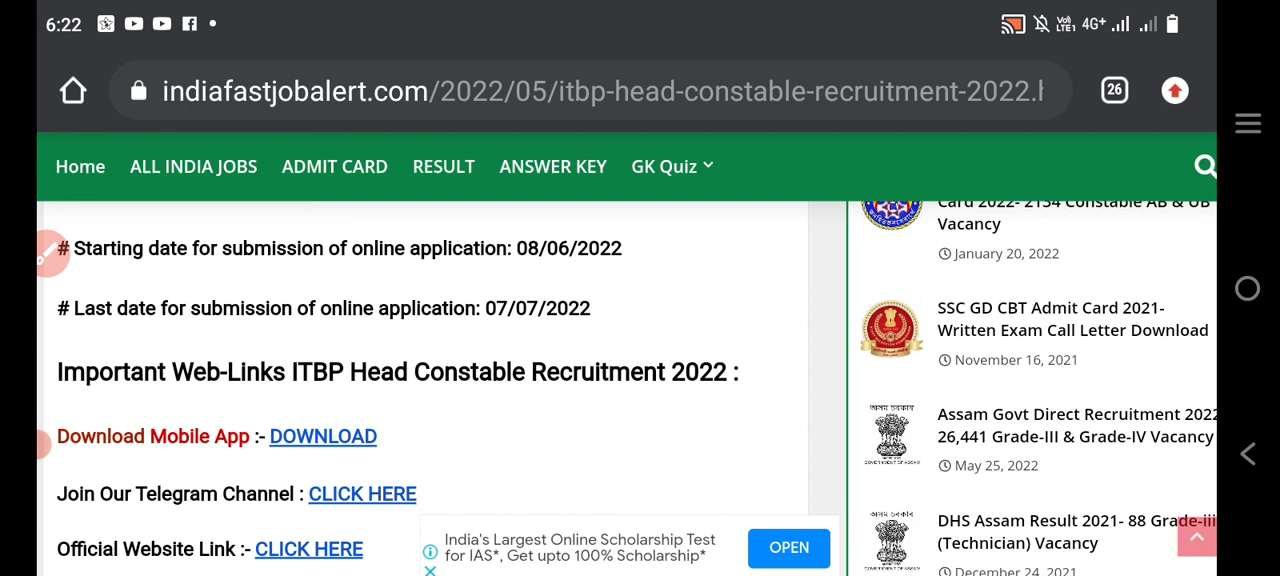 6:22
Vo) LTE1 4G+
indiafastjobalert.com/2022/05/itbp-head-constable-recruitment-2022.h
26
Home ALL INDIA JOBS ADMIT CARD RESULT ANSWER KEY GK Quiz
# Starting date for submission of online application: 08/06/2022
# Last date for submission of online application: 07/07/2022
Important Web-Links ITBP Head Constable Recruitment 2022 :
Download Mobile App :- DOWNLOAD
Join Our Telegram Channel : CLICK HERE
Official Website Link :- CLICK HERE
India's Largest Online Scholarship Test
for IAS*, Get upto 100% Scholarship*
OPEN
Card 2022- 2134 Constable AB & UB
Vacancy
January 20, 2022
SSC GD CBT Admit Card 2021-
Written Exam Call Letter Download
November 16, 2021
Assam Govt Direct Recruitment 2022
26,441 Grade-III & Grade-IV Vacancy
May 25, 2022
DHS Assam Result 2021- 88 Grade-iii
(Technician) Vacancy
December 24, 2021